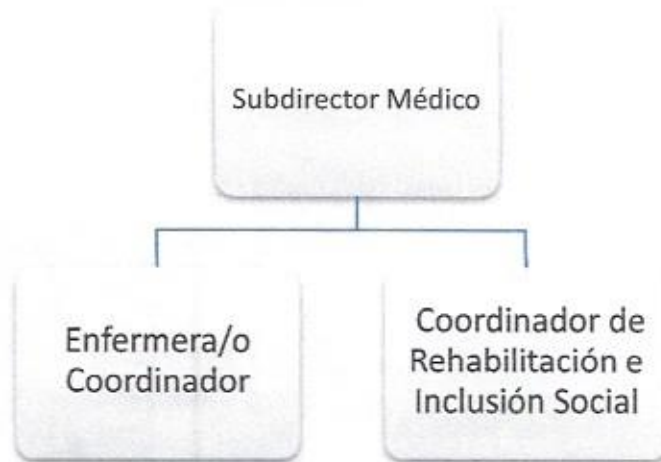 Subdirector Médico
Enfermera/o
Coordinador
Coordinador de
Rehabilitación e
Inclusión Social